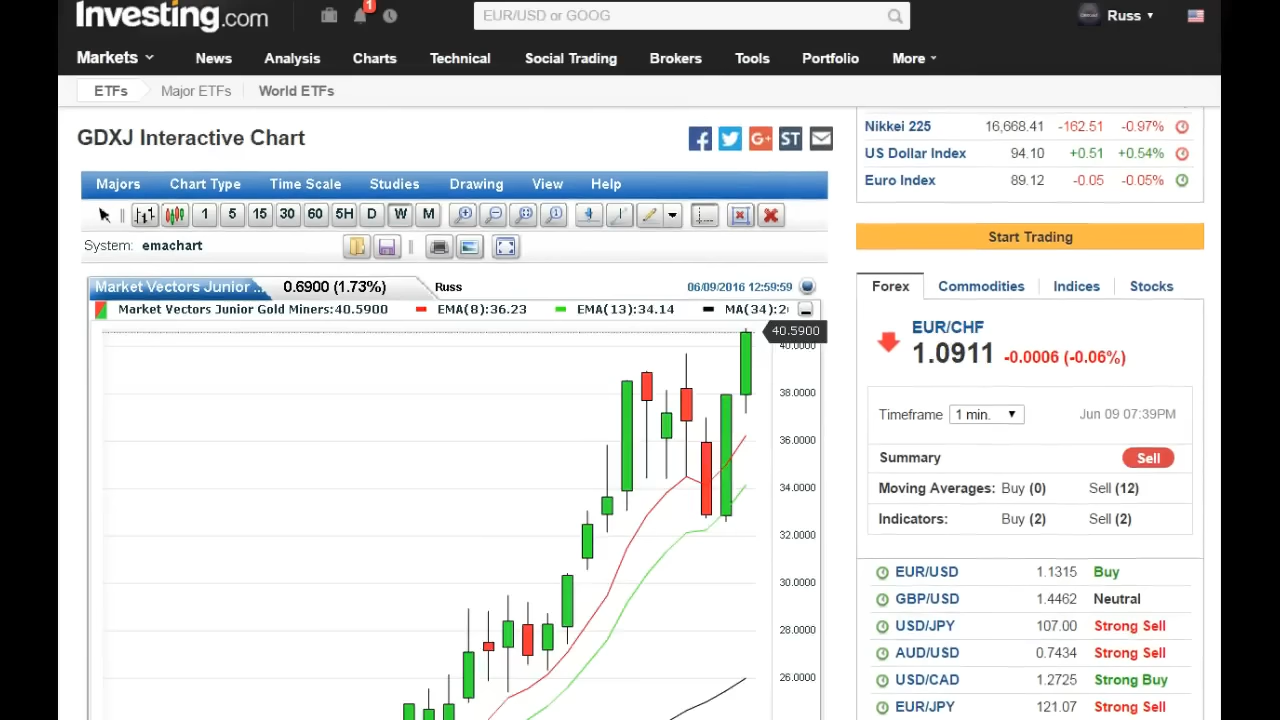 Investing.com
1
EUR/USD or GOOG
Russ
Markets News Analysis Charts Technical Social Trading Brokers Tools Portfolio More
ETFs Major ETFs World ETFs
GDXJ Interactive Chart
ST
G+
Majors Chart Type Time Scale Studies Drawing View Help
1 5 15 30 60 5H D W M
System: emachart
Market Vectors Junior ... 0.6900 (1.73%) Russ 06/09/2016 12:59:59
Market Vectors Junior Gold Miners:40.5900 EMA(8):36.23 EMA(13):34.14 MA(34):2
40.5900
40.0000
38.0000
36.0000
34.0000
32.0000
30.0000
28.0000
26.0000
Nikkei 225 16,668.41 -162.51 -0.97%
US Dollar Index 94.10 +0.51 +0.54%
Euro Index 89.12 -0.05 -0.05%
Start Trading
Forex Commodities Indices Stocks
EUR/CHF
1.0911 -0.0006 (-0.06%)
Timeframe 1 min. Jun 09 07:39PM
Summary Sell
Moving Averages: Buy (0) Sell (12)
Indicators: Buy (2) Sell (2)
EUR/USD 1.1315 Buy
GBP/USD 1.4462 Neutral
USD/JPY 107.00 Strong Sell
AUD/USD 0.7434 Strong Sell
USD/CAD 1.2725 Strong Buy
EUR/JPY 121.07 Strong Sell